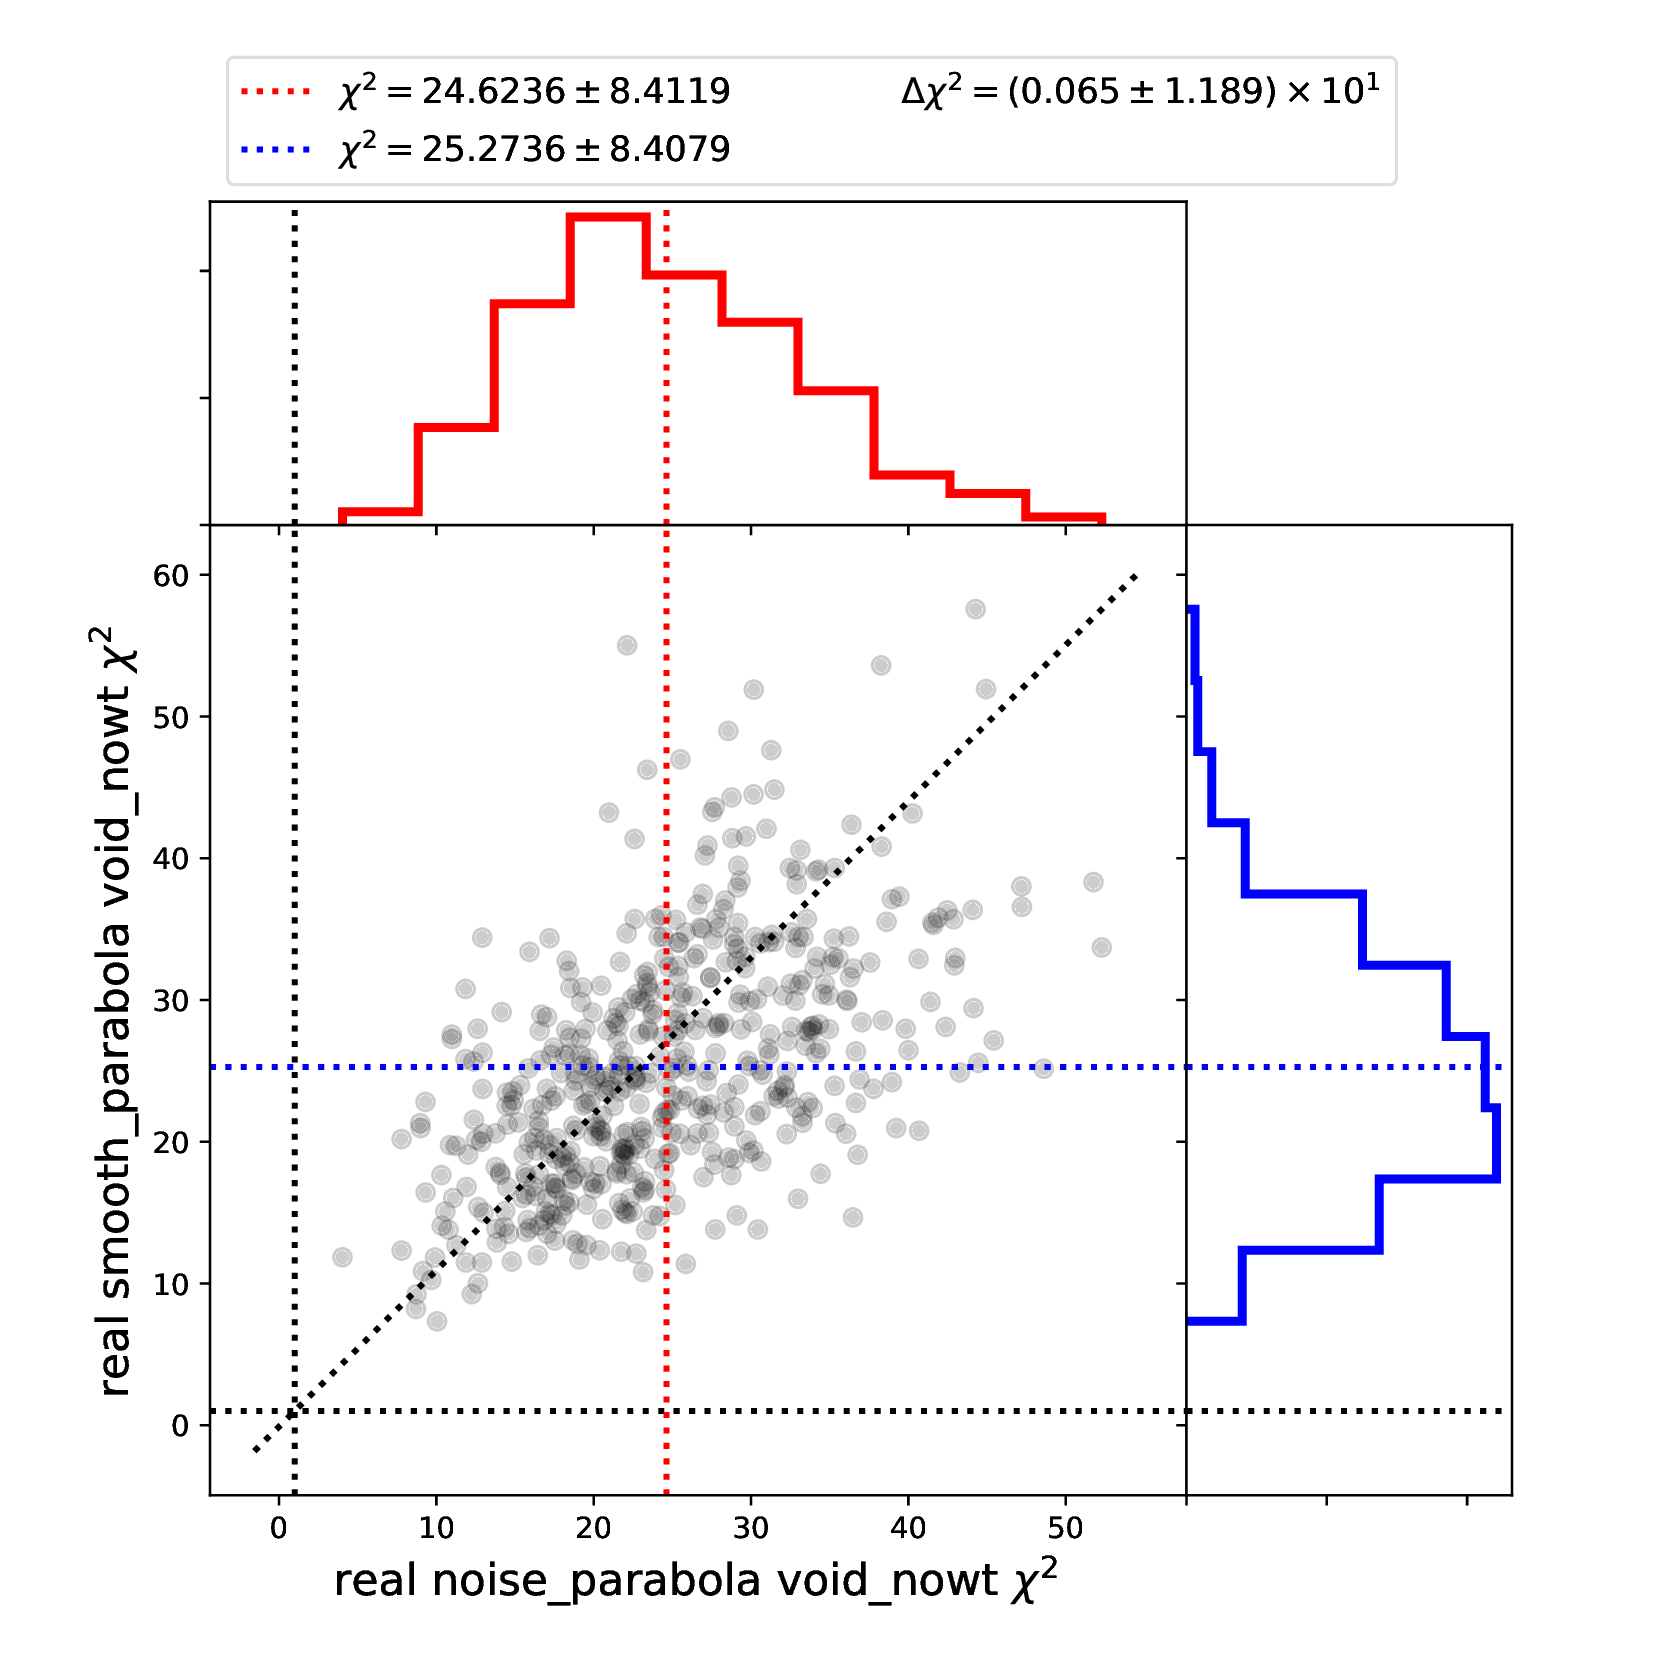 χ² = 24.6236 ± 8.4119
χ² = 25.2736 ± 8.4079
Δχ² = (0.065 ± 1.189) × 10¹
60
50
40
30
20
10
0
real smooth_parabola void_nowt χ²
0 10 20 30 40 50
real noise_parabola void_nowt χ²